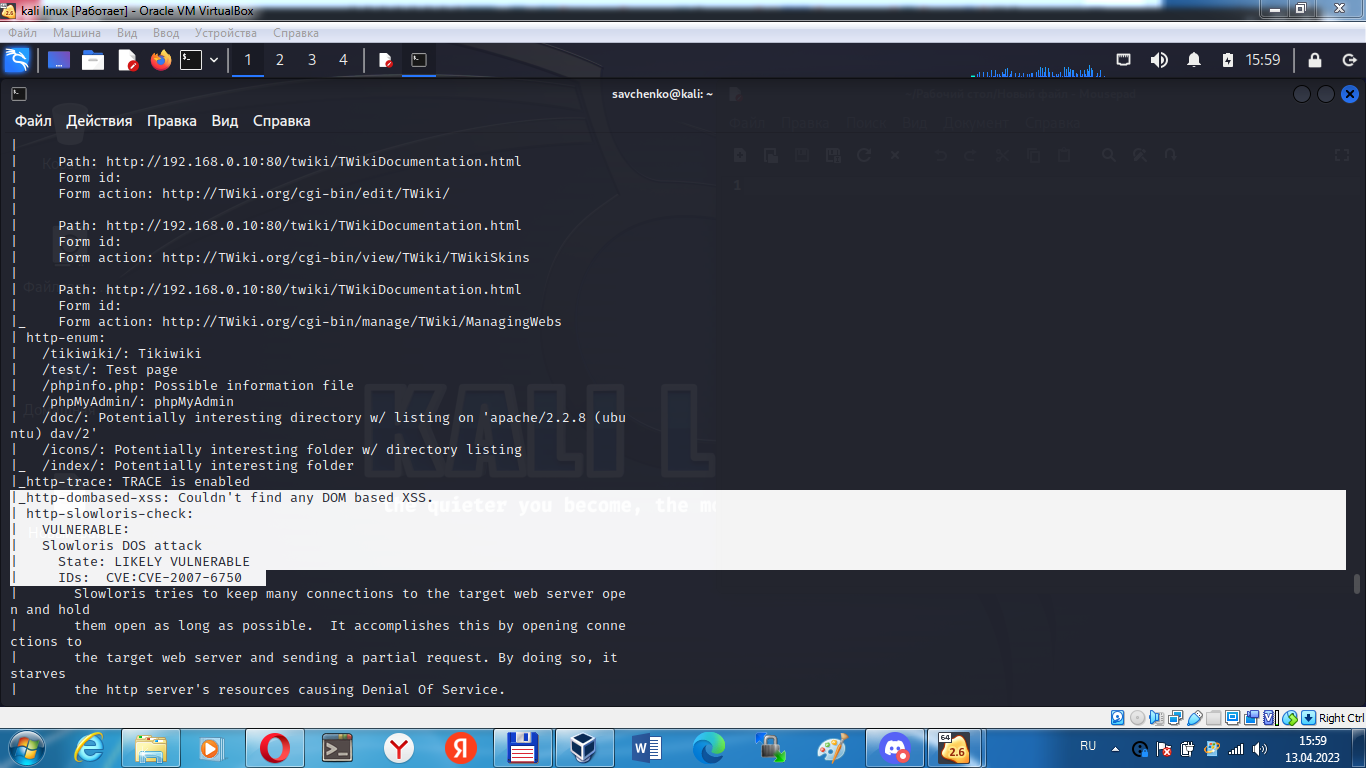 kali linux [Работает] - Oracle VM VirtualBox
Файл Машина Вид Ввод Устройства Справка
1 2 3 4 15:59
savchenko@kali: ~
Файл Действия Правка Вид Справка
|
| Path: http://192.168.0.10:80/twiki/TWikiDocumentation.html
| Form id:
| Form action: http://TWiki.org/cgi-bin/edit/TWiki/
|
| Path: http://192.168.0.10:80/twiki/TWikiDocumentation.html
| Form id:
| Form action: http://TWiki.org/cgi-bin/view/TWiki/TWikiSkins
|
| Path: http://192.168.0.10:80/twiki/TWikiDocumentation.html
| Form id:
|_ Form action: http://TWiki.org/cgi-bin/manage/TWiki/ManagingWebs
| http-enum:
| /tikiwiki/: Tikiwiki
| /test/: Test page
| /phpinfo.php: Possible information file
| /phpMyAdmin/: phpMyAdmin
| /doc/: Potentially interesting directory w/ listing on 'apache/2.2.8 (ubu
ntu) dav/2'
| /icons/: Potentially interesting folder w/ directory listing
|_ /index/: Potentially interesting folder
|_http-trace: TRACE is enabled
|_http-dombased-xss: Couldn't find any DOM based XSS.
| http-slowloris-check:
| VULNERABLE:
| Slowloris DOS attack
| State: LIKELY VULNERABLE
| IDs: CVE:CVE-2007-6750
| Slowloris tries to keep many connections to the target web server ope
n and hold
| them open as long as possible. It accomplishes this by opening conne
ctions to
| the target web server and sending a partial request. By doing so, it
starves
| the http server's resources causing Denial Of Service.
KALI L
the quieter you become, the mo
1
Right Ctrl
RU
15:59
13.04.2023
64
2.6